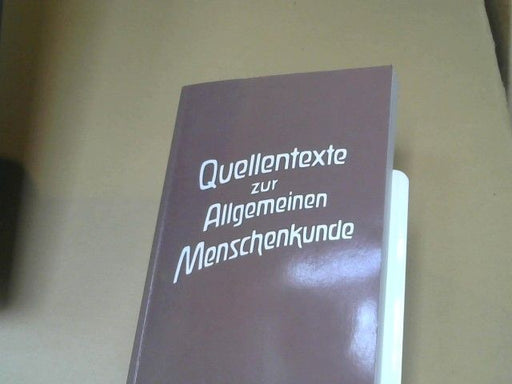 Quellentexte
zur
Allgemeinen
Menschenkunde